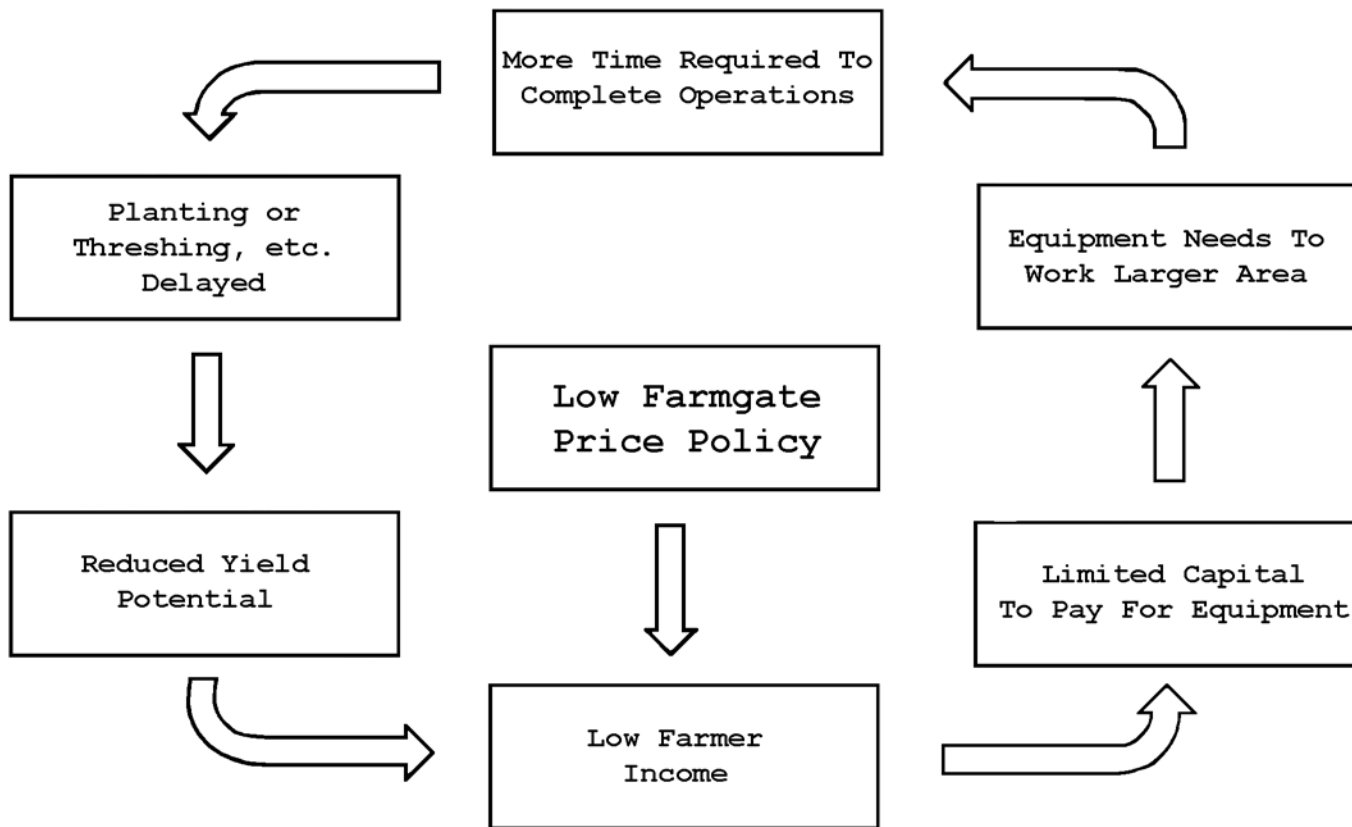 More Time Required To
Complete Operations
Planting or
Threshing, etc.
Delayed
Equipment Needs To
Work Larger Area
Low Farmgate
Price Policy
Reduced Yield
Potential
Limited Capital
To Pay For Equipment
Low Farmer
Income